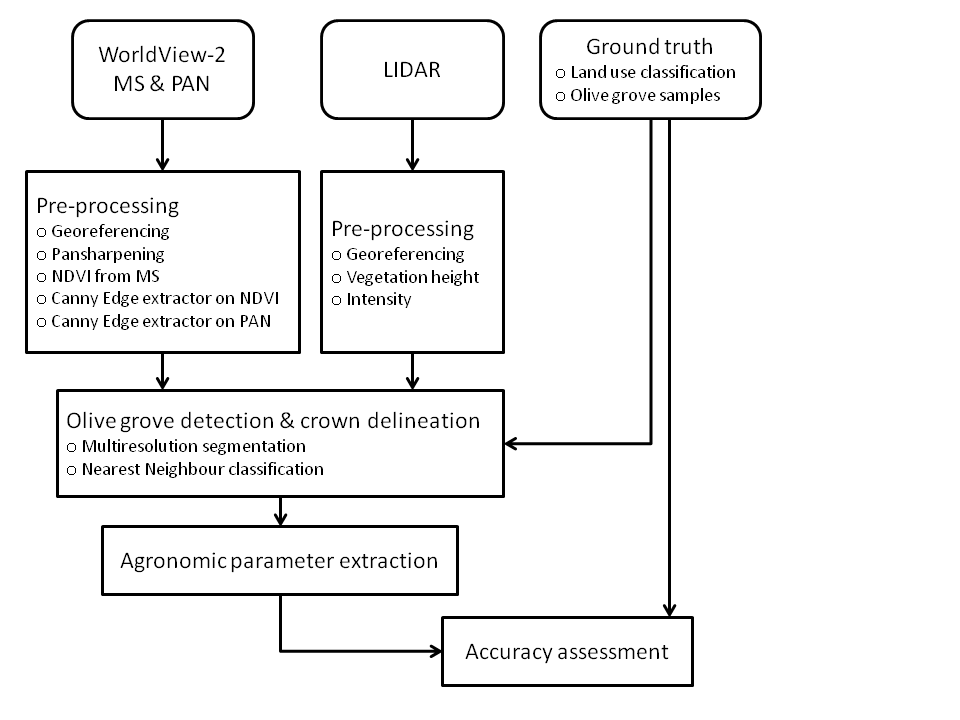 WorldView-2
MS & PAN
LIDAR
Ground truth
○ Land use classification
○ Olive grove samples
Pre-processing
○ Georeferencing
○ Pansharpening
○ NDVI from MS
○ Canny Edge extractor on NDVI
○ Canny Edge extractor on PAN
Pre-processing
○ Georeferencing
○ Vegetation height
○ Intensity
Olive grove detection & crown delineation
○ Multiresolution segmentation
○ Nearest Neighbour classification
Agronomic parameter extraction
Accuracy assessment